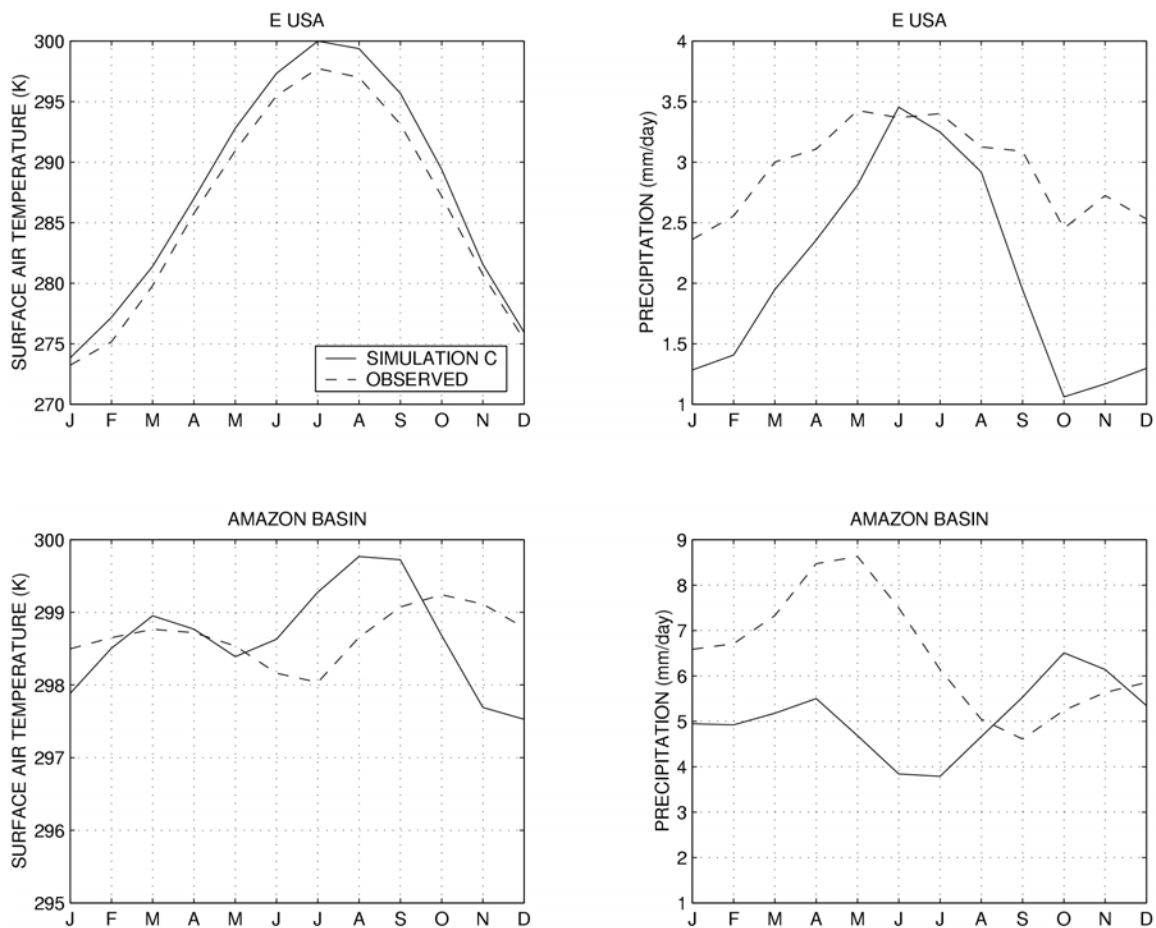 E USA
SURFACE AIR TEMPERATURE (K)
300
295
290
285
280
275
270
J F M A M J J A S O N D
SIMULATION C
OBSERVED
E USA
PRECIPITATION (mm/day)
4
3.5
3
2.5
2
1.5
1
J F M A M J J A S O N D
AMAZON BASIN
SURFACE AIR TEMPERATURE (K)
300
299
298
297
296
295
J F M A M J J A S O N D
AMAZON BASIN
PRECIPITATION (mm/day)
9
8
7
6
5
4
3
2
1
J F M A M J J A S O N D